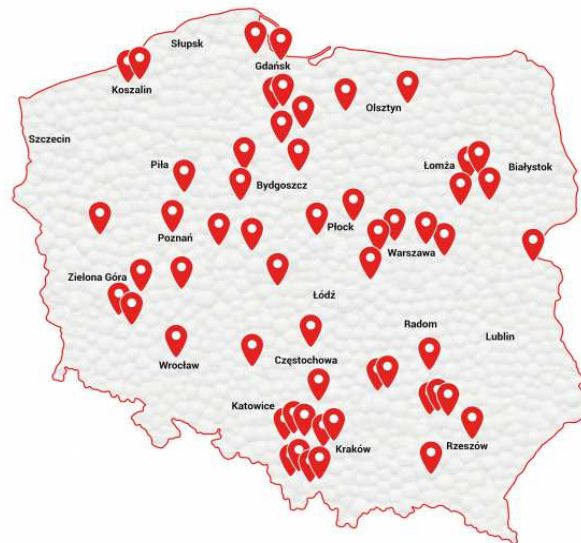 Słupsk
Gdańsk
Koszalin
Olsztyn
Szczecin
Piła
Łomża
Białystok
Bydgoszcz
Płock
Poznań
Warszawa
Zielona Góra
Łódź
Radom
Lublin
Wrocław
Częstochowa
Katowice
Kraków
Rzeszów